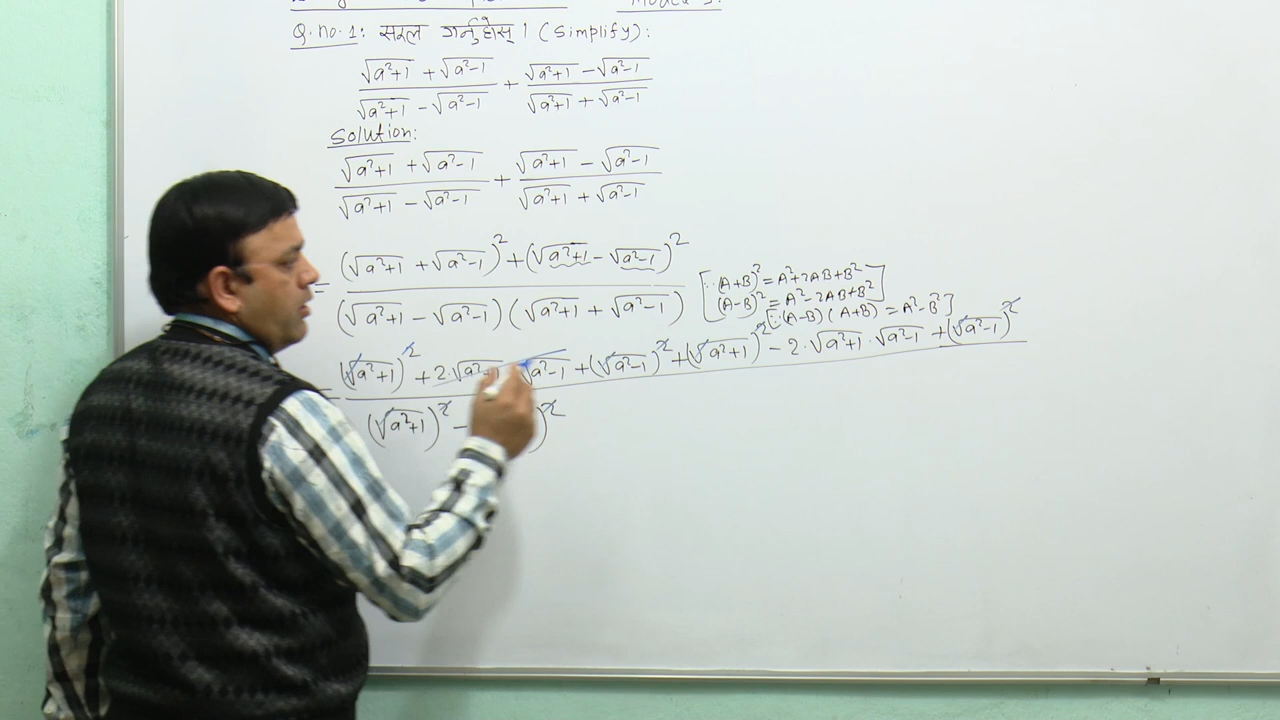 Q. no. 1: सरल गर्नुहोस् । (Simplify):
(√(a²+1) + √(a²-1))/(√(a²+1) - √(a²-1)) + (√(a²+1) - √(a²-1))/(√(a²+1) + √(a²-1))
Solution:
(√(a²+1) + √(a²-1))/(√(a²+1) - √(a²-1)) + (√(a²+1) - √(a²-1))/(√(a²+1) + √(a²-1))
= ((√(a²+1) + √(a²-1))² + (√(a²+1) - √(a²-1))²)/((√(a²+1) - √(a²-1))(√(a²+1) + √(a²-1)))
[∵ (A+B)² = A²+2AB+B²
(A-B)² = A²-2AB+B²]
[∵ (A-B)(A+B) = A²-B²]
= (√(a²+1))² + 2·√(a²+1) √(a²-1) + (√(a²-1))² + (√(a²+1))² - 2·√(a²+1)·√(a²-1) + (√(a²-1))²
(√(a²+1))² - )²